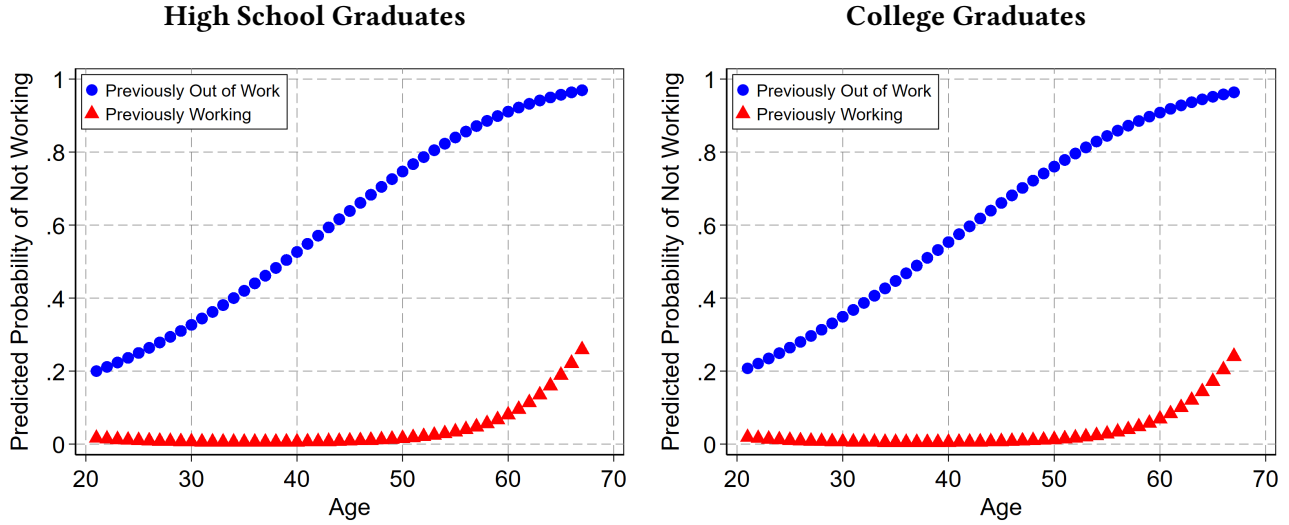 High School Graduates
Predicted Probability of Not Working
1
.8
.6
.4
.2
0
Previously Out of Work
Previously Working
20 30 40 50 60 70
Age
College Graduates
Predicted Probability of Not Working
1
.8
.6
.4
.2
0
Previously Out of Work
Previously Working
20 30 40 50 60 70
Age